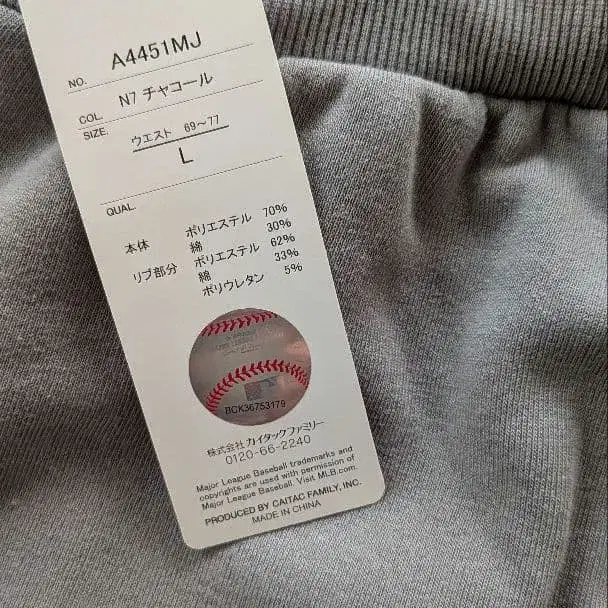 NO. A4451MJ
COL. N7 チャコール
SIZE. ウエスト 69～77
L
QUAL.
本体 ポリエステル 70%
綿 30%
リブ部分 ポリエステル 62%
綿 33%
ポリウレタン 5%
BCK36753179
株式会社カイタックファミリー
0120-66-2240
Major League Baseball trademarks and
copyrights are used with permission of
Major League Baseball. Visit MLB.com.
PRODUCED BY CAITAC FAMILY, INC.
MADE IN CHINA